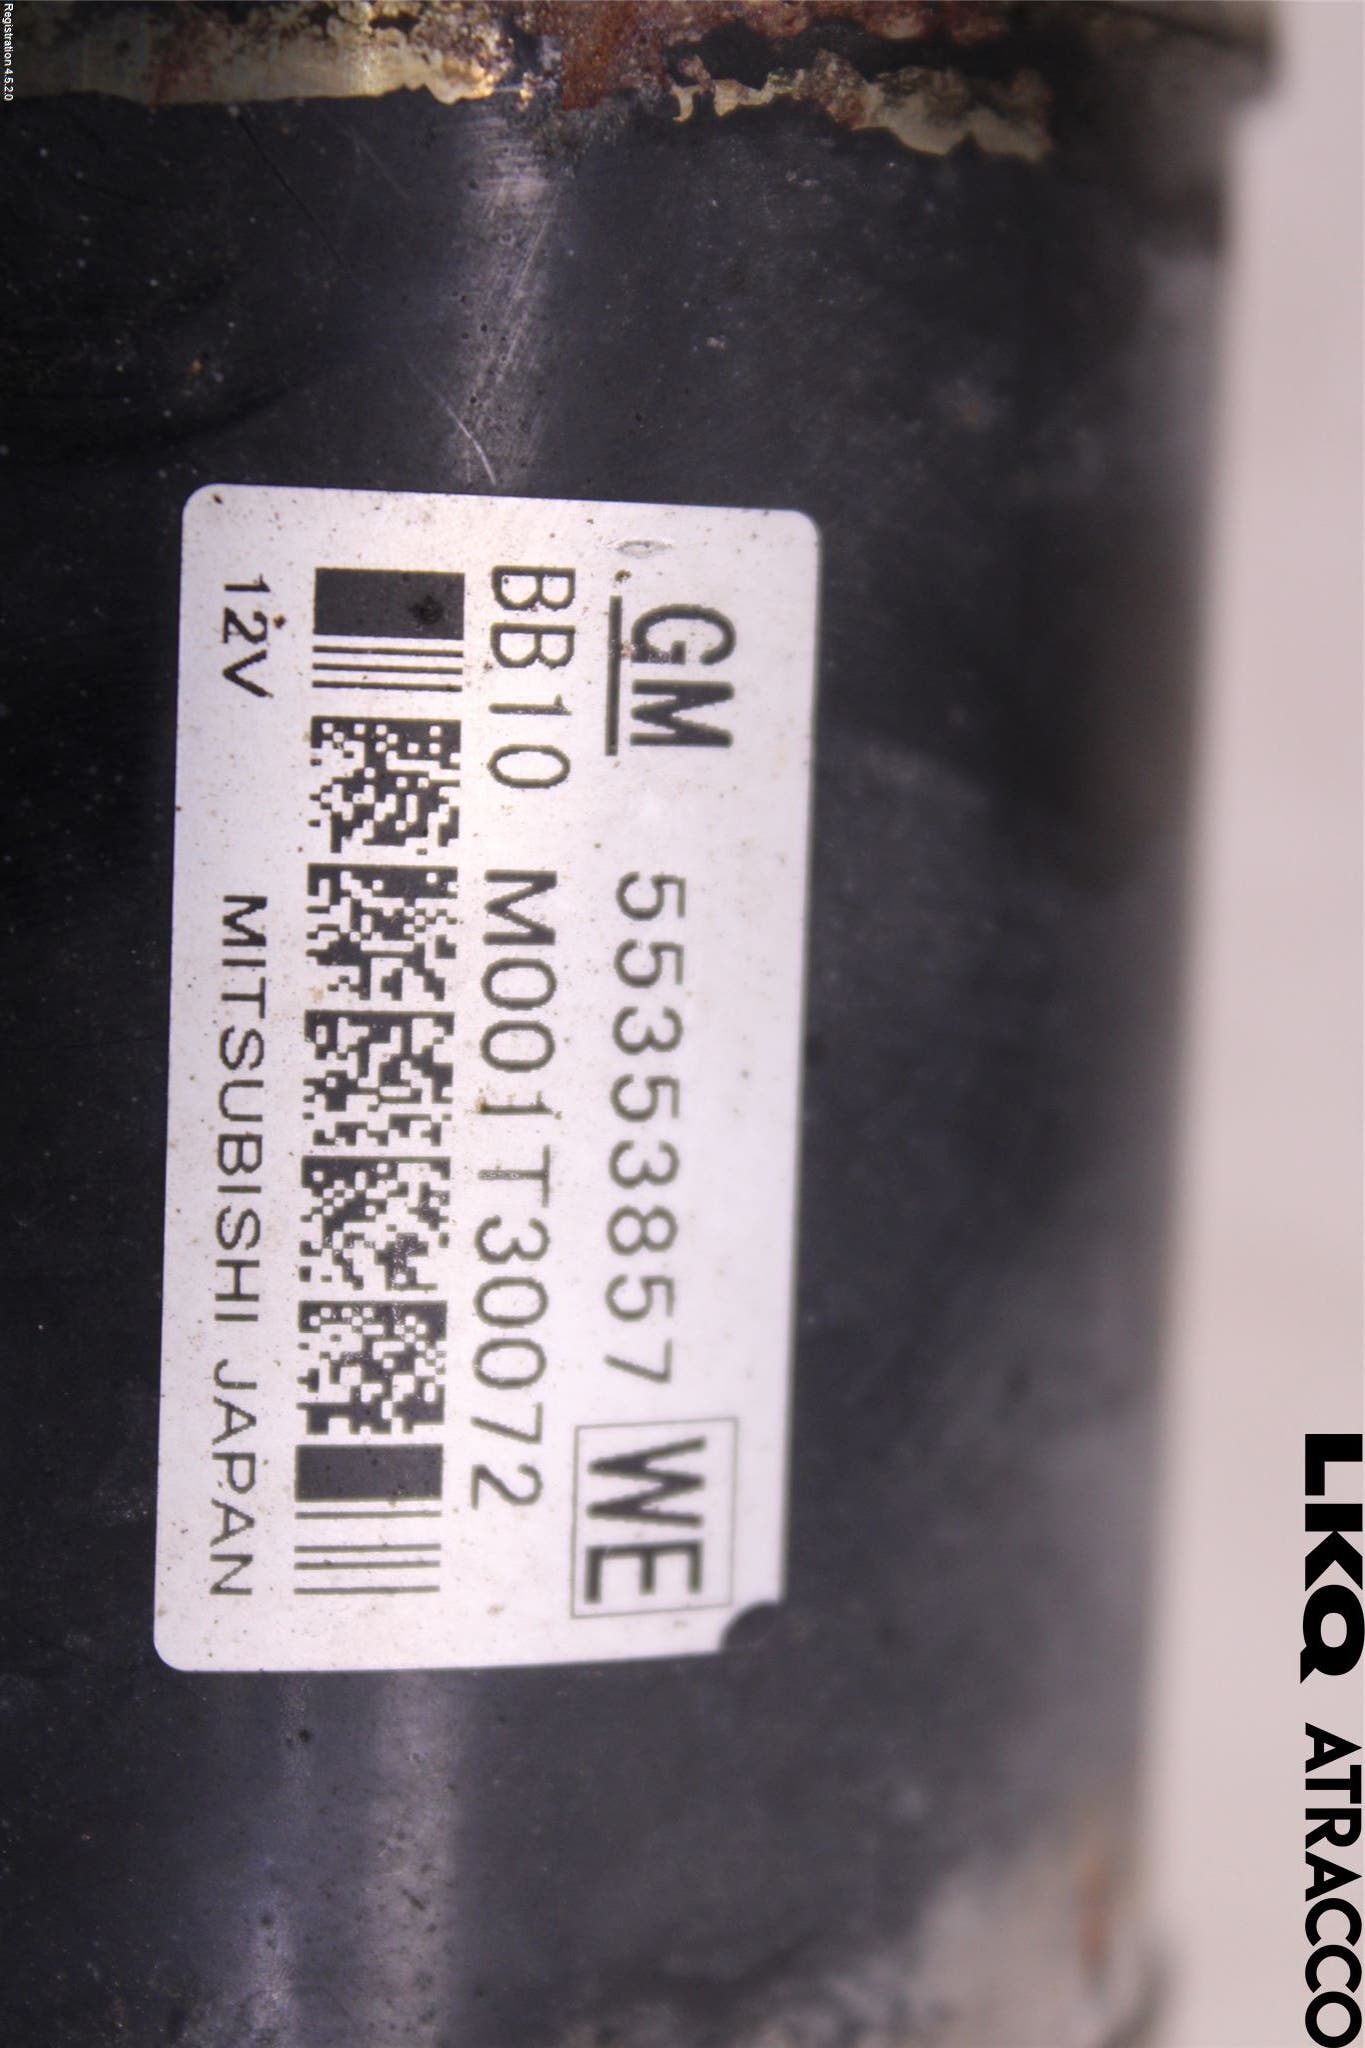 Registration 4.5.2.0
GM 55353857 WE
BB10 M001T30072
12V MITSUBISHI JAPAN
LKQ ATRACCO